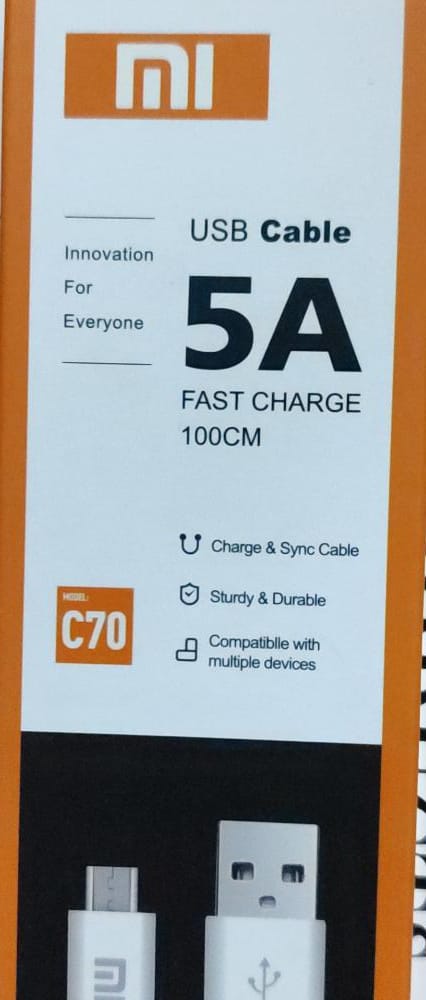 mi
USB Cable
Innovation
For
Everyone
5A
FAST CHARGE
100CM
Charge & Sync Cable
MODEL:
C70
Sturdy & Durable
Compatiblle with
multiple devices
mi